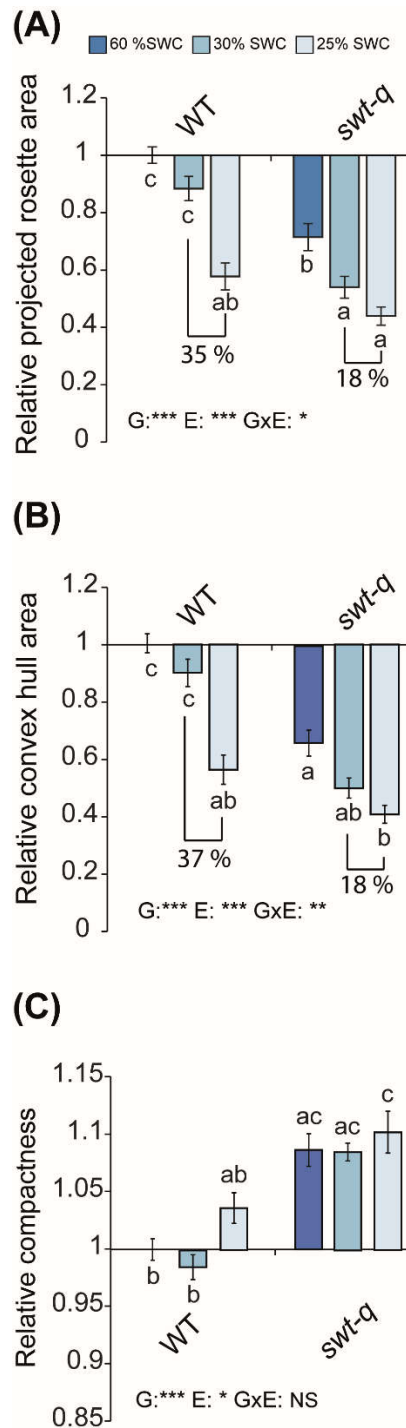 (A)
60 %SWC 30% SWC 25% SWC
Relative projected rosette area
1.2
1
0.8
0.6
0.4
0.2
0
WT
swt-q
c
c
ab
b
a
a
35 %
18 %
G:*** E: *** GxE: *
(B)
Relative convex hull area
1.2
1
0.8
0.6
0.4
0.2
0
WT
swt-q
c
c
ab
a
ab
b
37 %
18 %
G:*** E: *** GxE: **
(C)
Relative compactness
1.15
1.10
1.05
1
0.95
0.9
0.85
b
b
ab
ac
ac
c
WT
swt-q
G:*** E: * GxE: NS